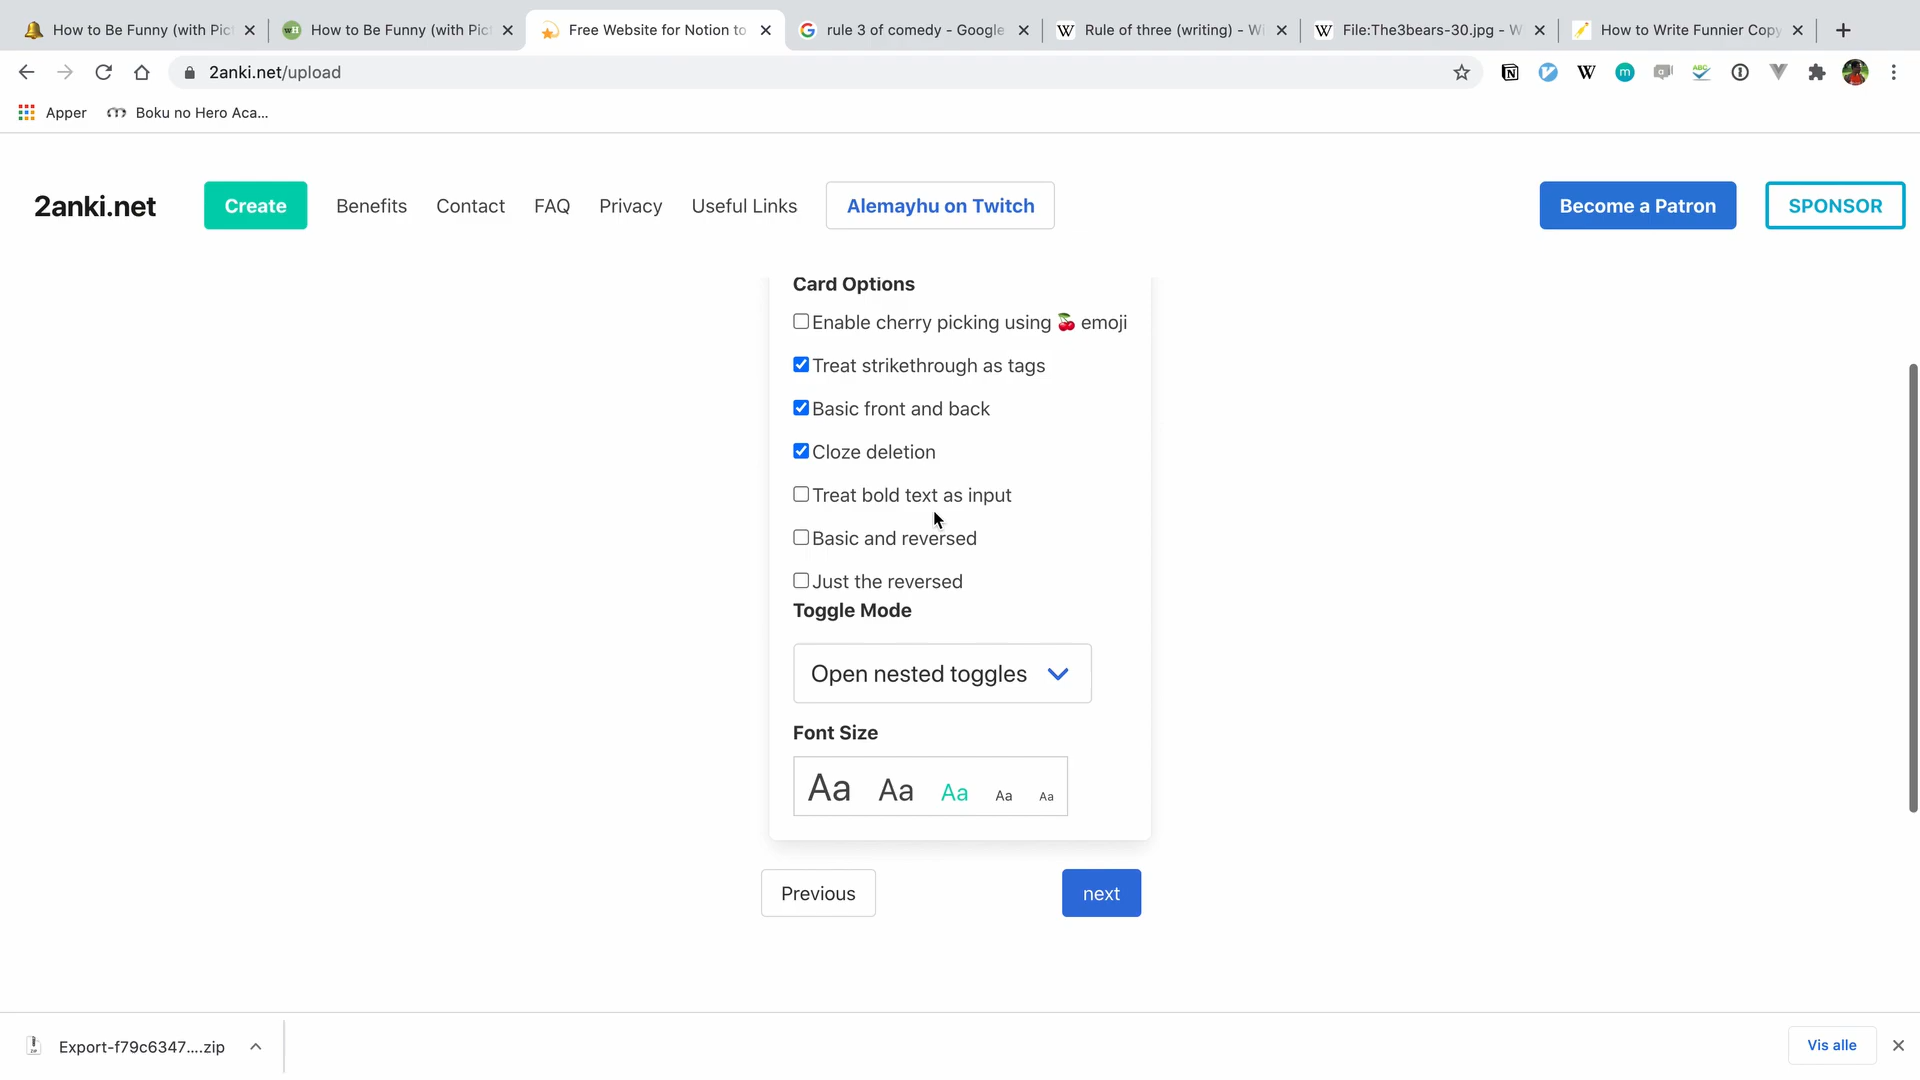 How to Be Funny (with Pic
How to Be Funny (with Pic
Free Website for Notion to
rule 3 of comedy - Google
Rule of three (writing) - Wi
File:The3bears-30.jpg - W
How to Write Funnier Copy
2anki.net/upload
Apper
Boku no Hero Aca...
2anki.net
Create
Benefits
Contact
FAQ
Privacy
Useful Links
Alemayhu on Twitch
Become a Patron
SPONSOR
Card Options
Enable cherry picking using 🍒 emoji
Treat strikethrough as tags
Basic front and back
Cloze deletion
Treat bold text as input
Basic and reversed
Just the reversed
Toggle Mode
Open nested toggles
Font Size
Aa Aa Aa Aa Aa
Previous
next
Export-f79c6347....zip
Vis alle